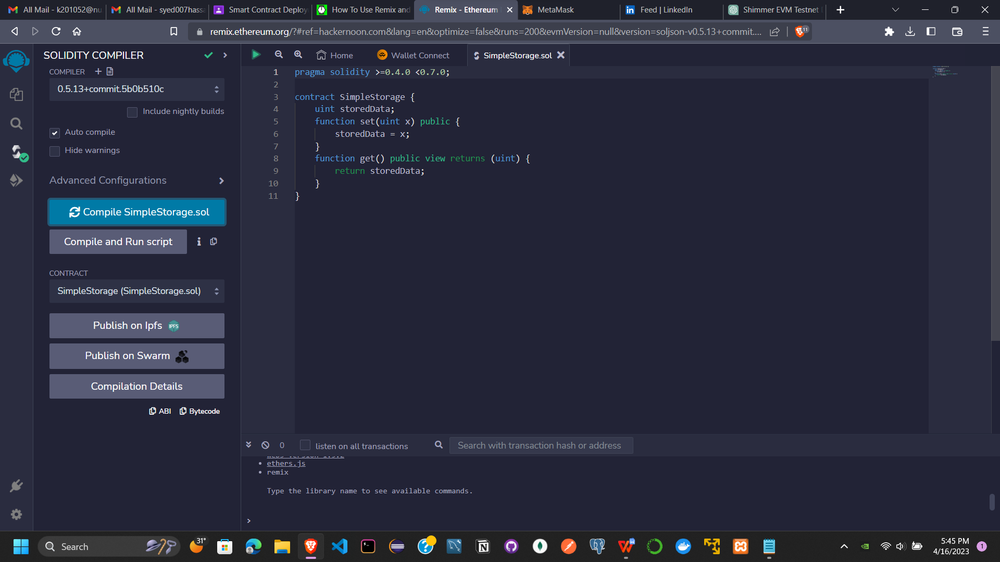 All Mail - k201052@nu
All Mail - syed007hassa
Smart Contract Deploy
How To Use Remix and
Remix - Ethereum
MetaMask
Feed | LinkedIn
Shimmer EVM Testnet
remix.ethereum.org/?#ref=hackernoon.com&lang=en&optimize=false&runs=200&evmVersion=null&version=soljson-v0.5.13+commit....
11
SOLIDITY COMPILER
COMPILER
0.5.13+commit.5b0b510c
Include nightly builds
Auto compile
Hide warnings
Advanced Configurations
Compile SimpleStorage.sol
Compile and Run script
CONTRACT
SimpleStorage (SimpleStorage.sol)
Publish on Ipfs
IPFS
Publish on Swarm
Compilation Details
ABI Bytecode
Home
Wallet Connect
SimpleStorage.sol
1 pragma solidity >=0.4.0 <0.7.0;
2
3 contract SimpleStorage {
4 uint storedData;
5 function set(uint x) public {
6 storedData = x;
7 }
8 function get() public view returns (uint) {
9 return storedData;
10 }
11 }
0
listen on all transactions
Search with transaction hash or address
• ethers.js
• remix
Type the library name to see available commands.
>
Search
31°
5:45 PM
4/16/2023
1